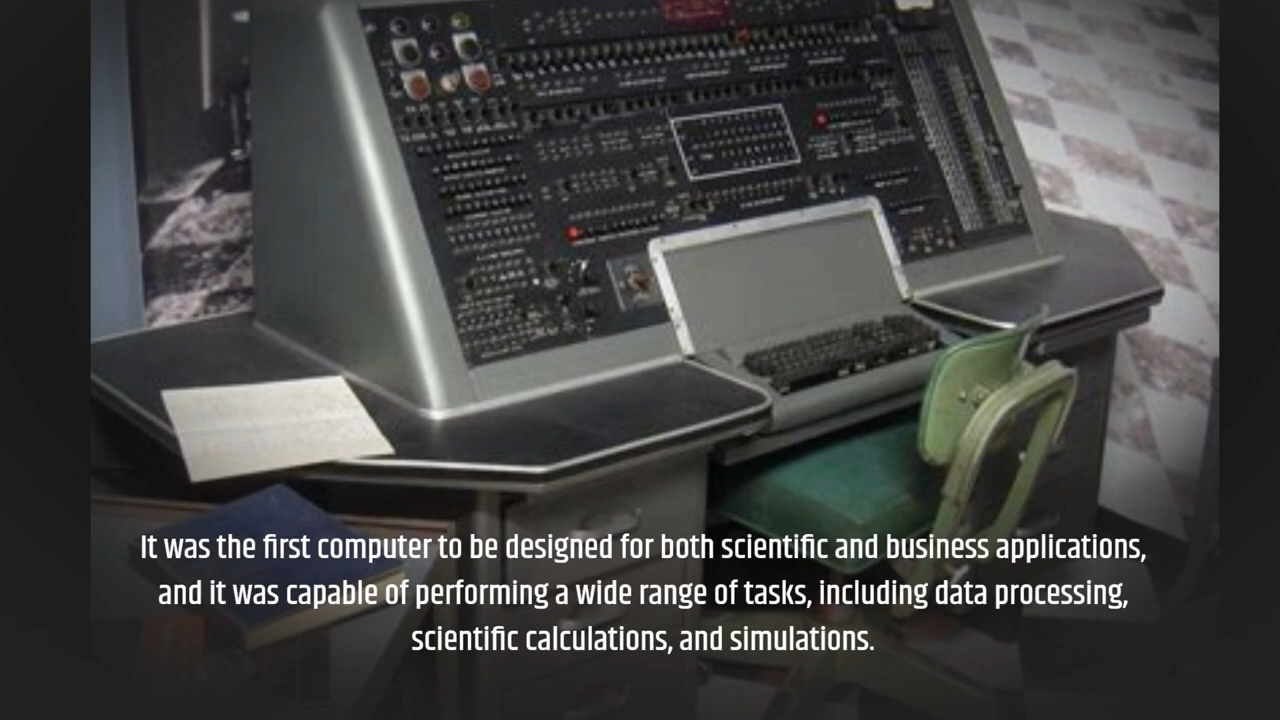 It was the first computer to be designed for both scientific and business applications,
and it was capable of performing a wide range of tasks, including data processing,
scientific calculations, and simulations.